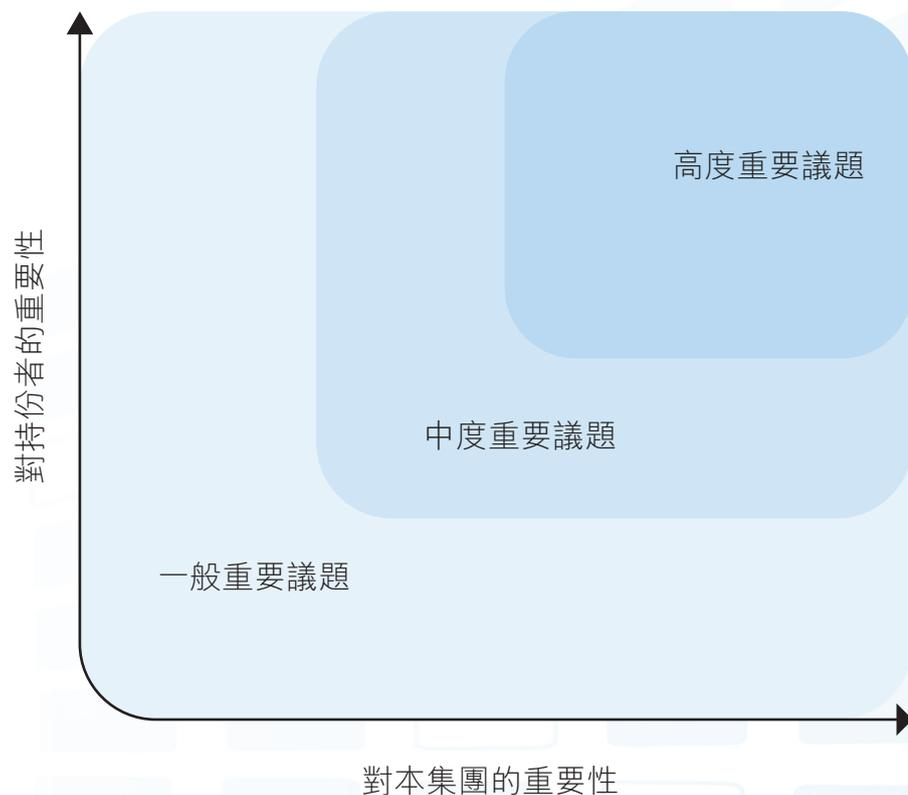 高度重要議題
對持份者的重要性
中度重要議題
一般重要議題
對本集團的重要性